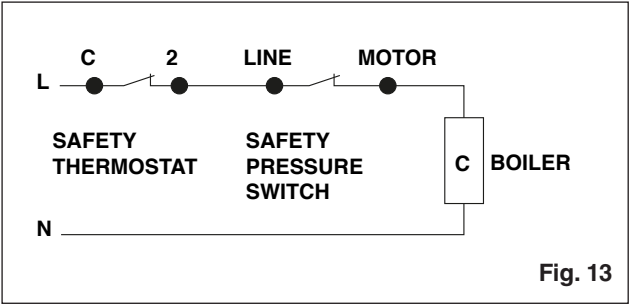 C 2 LINE MOTOR
L
SAFETY THERMOSTAT
SAFETY PRESSURE SWITCH
C BOILER
N
Fig. 13